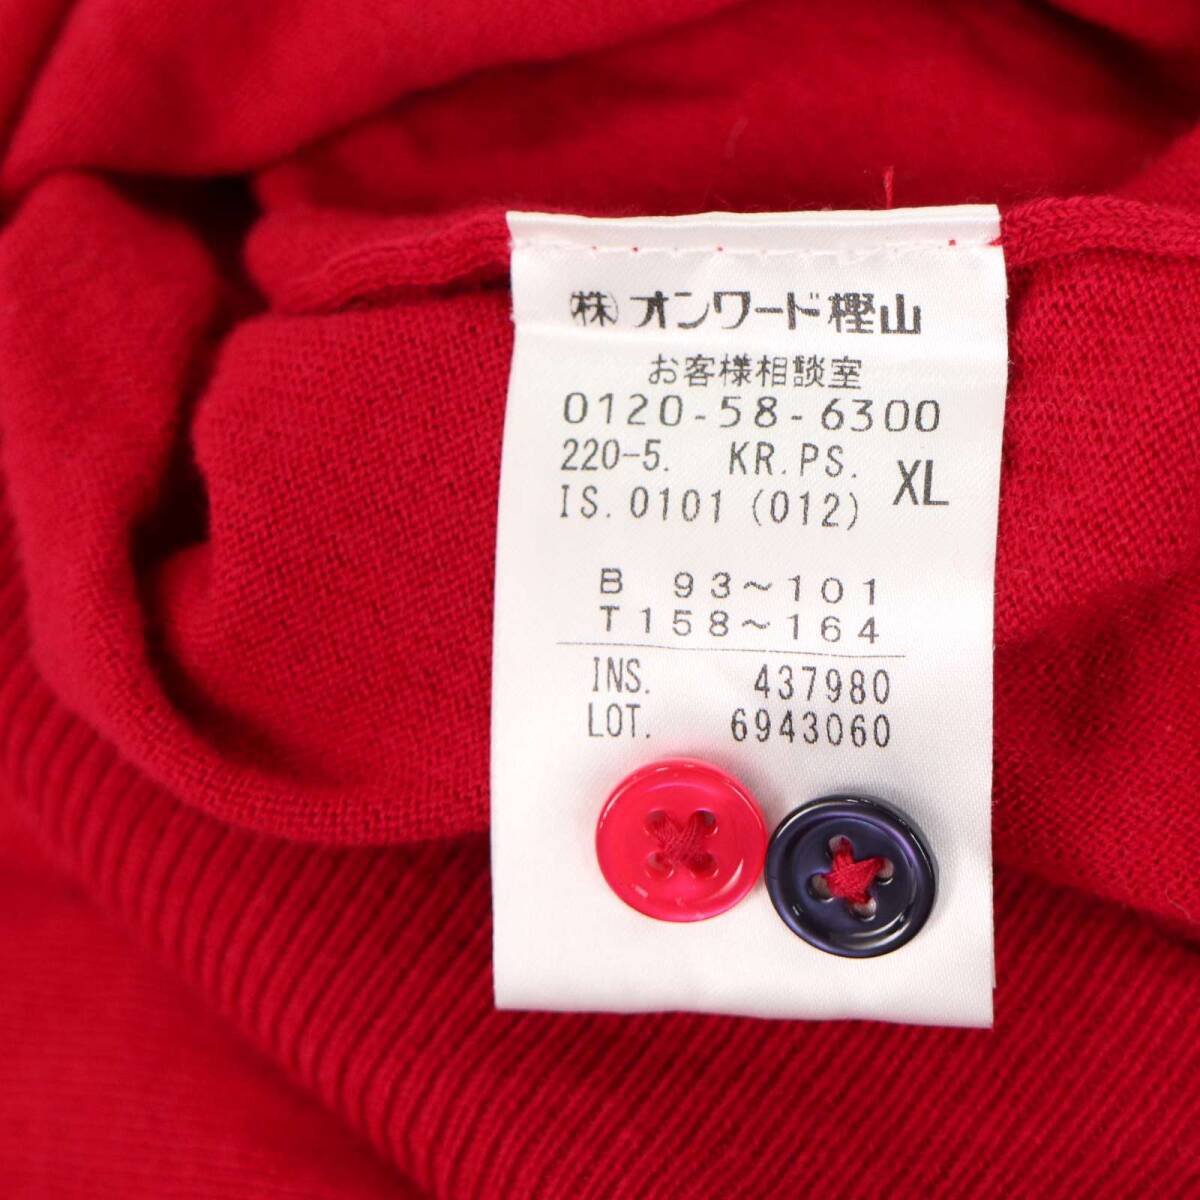 ㈱オンワード樫山
お客様相談室
0120-58-6300
220-5. KR.PS. XL
IS.0101 (012)
B 93~101
T158~164
INS. 437980
LOT. 6943060